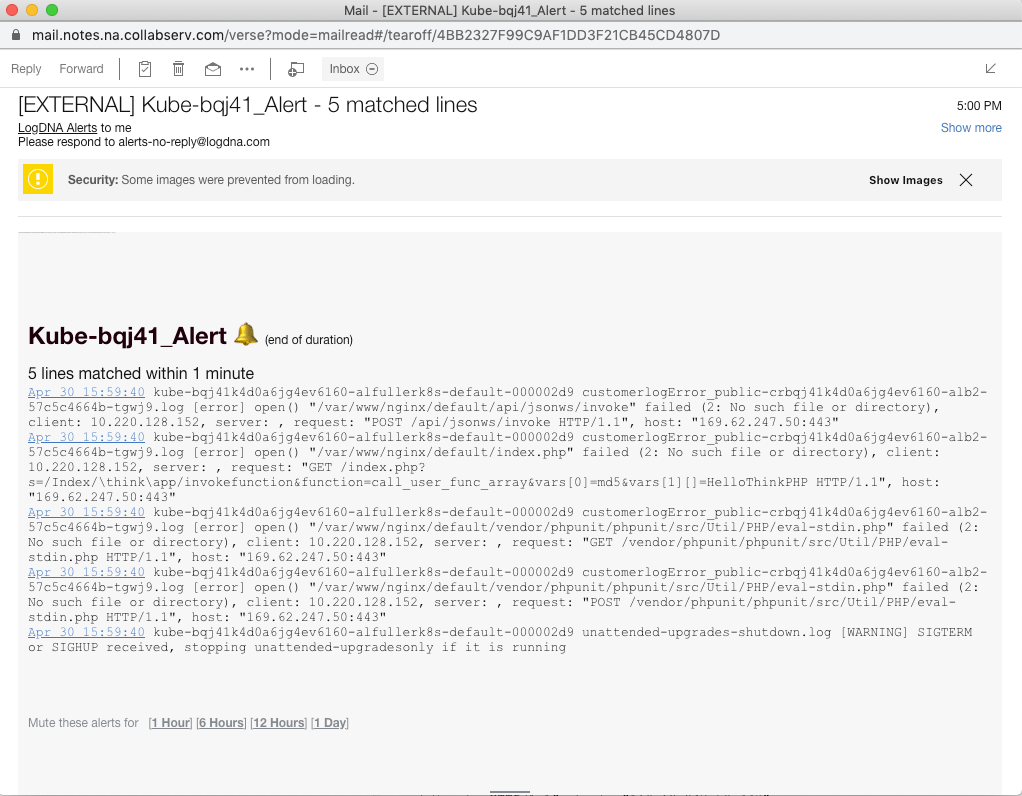 Mail - [EXTERNAL] Kube-bqj41_Alert - 5 matched lines
mail.notes.na.collabserv.com/verse?mode=mailread#/tearoff/4BB2327F99C9AF1DD3F21CB45CD4807D
Reply Forward Inbox
[EXTERNAL] Kube-bqj41_Alert - 5 matched lines 5:00 PM
LogDNA Alerts to me Show more
Please respond to alerts-no-reply@logdna.com
Security: Some images were prevented from loading. Show Images
Kube-bqj41_Alert (end of duration)
5 lines matched within 1 minute
Apr 30 15:59:40 kube-bqj41k4d0a6jg4ev6160-alfullerk8s-default-000002d9 customerlogError_public-crbqj41k4d0a6jg4ev6160-alb2-
57c5c4664b-tgwj9.log [error] open() "/var/www/nginx/default/api/jsonws/invoke" failed (2: No such file or directory),
client: 10.220.128.152, server: , request: "POST /api/jsonws/invoke HTTP/1.1", host: "169.62.247.50:443"
Apr 30 15:59:40 kube-bqj41k4d0a6jg4ev6160-alfullerk8s-default-000002d9 customerlogError_public-crbqj41k4d0a6jg4ev6160-alb2-
57c5c4664b-tgwj9.log [error] open() "/var/www/nginx/default/index.php" failed (2: No such file or directory), client:
10.220.128.152, server: , request: "GET /index.php?
s=/Index/\think\app/invokefunction&function=call_user_func_array&vars[0]=md5&vars[1][]=HelloThinkPHP HTTP/1.1", host:
"169.62.247.50:443"
Apr 30 15:59:40 kube-bqj41k4d0a6jg4ev6160-alfullerk8s-default-000002d9 customerlogError_public-crbqj41k4d0a6jg4ev6160-alb2-
57c5c4664b-tgwj9.log [error] open() "/var/www/nginx/default/vendor/phpunit/phpunit/src/Util/PHP/eval-stdin.php" failed (2:
No such file or directory), client: 10.220.128.152, server: , request: "GET /vendor/phpunit/phpunit/src/Util/PHP/eval-
stdin.php HTTP/1.1", host: "169.62.247.50:443"
Apr 30 15:59:40 kube-bqj41k4d0a6jg4ev6160-alfullerk8s-default-000002d9 customerlogError_public-crbqj41k4d0a6jg4ev6160-alb2-
57c5c4664b-tgwj9.log [error] open() "/var/www/nginx/default/vendor/phpunit/phpunit/src/Util/PHP/eval-stdin.php" failed (2:
No such file or directory), client: 10.220.128.152, server: , request: "POST /vendor/phpunit/phpunit/src/Util/PHP/eval-
stdin.php HTTP/1.1", host: "169.62.247.50:443"
Apr 30 15:59:40 kube-bqj41k4d0a6jg4ev6160-alfullerk8s-default-000002d9 unattended-upgrades-shutdown.log [WARNING] SIGTERM
or SIGHUP received, stopping unattended-upgradesonly if it is running
Mute these alerts for [1 Hour] [6 Hours] [12 Hours] [1 Day]